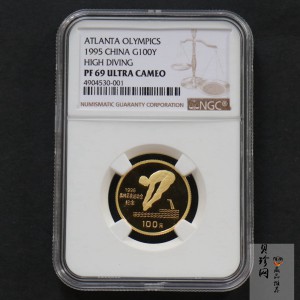 ATLANTA OLYMPICS
1995 CHINA G100Y
HIGH DIVING
PF 69 ULTRA CAMEO
4904530-001
NUMISMATIC GUARANTY CORPORATION
NGC
1996
100元